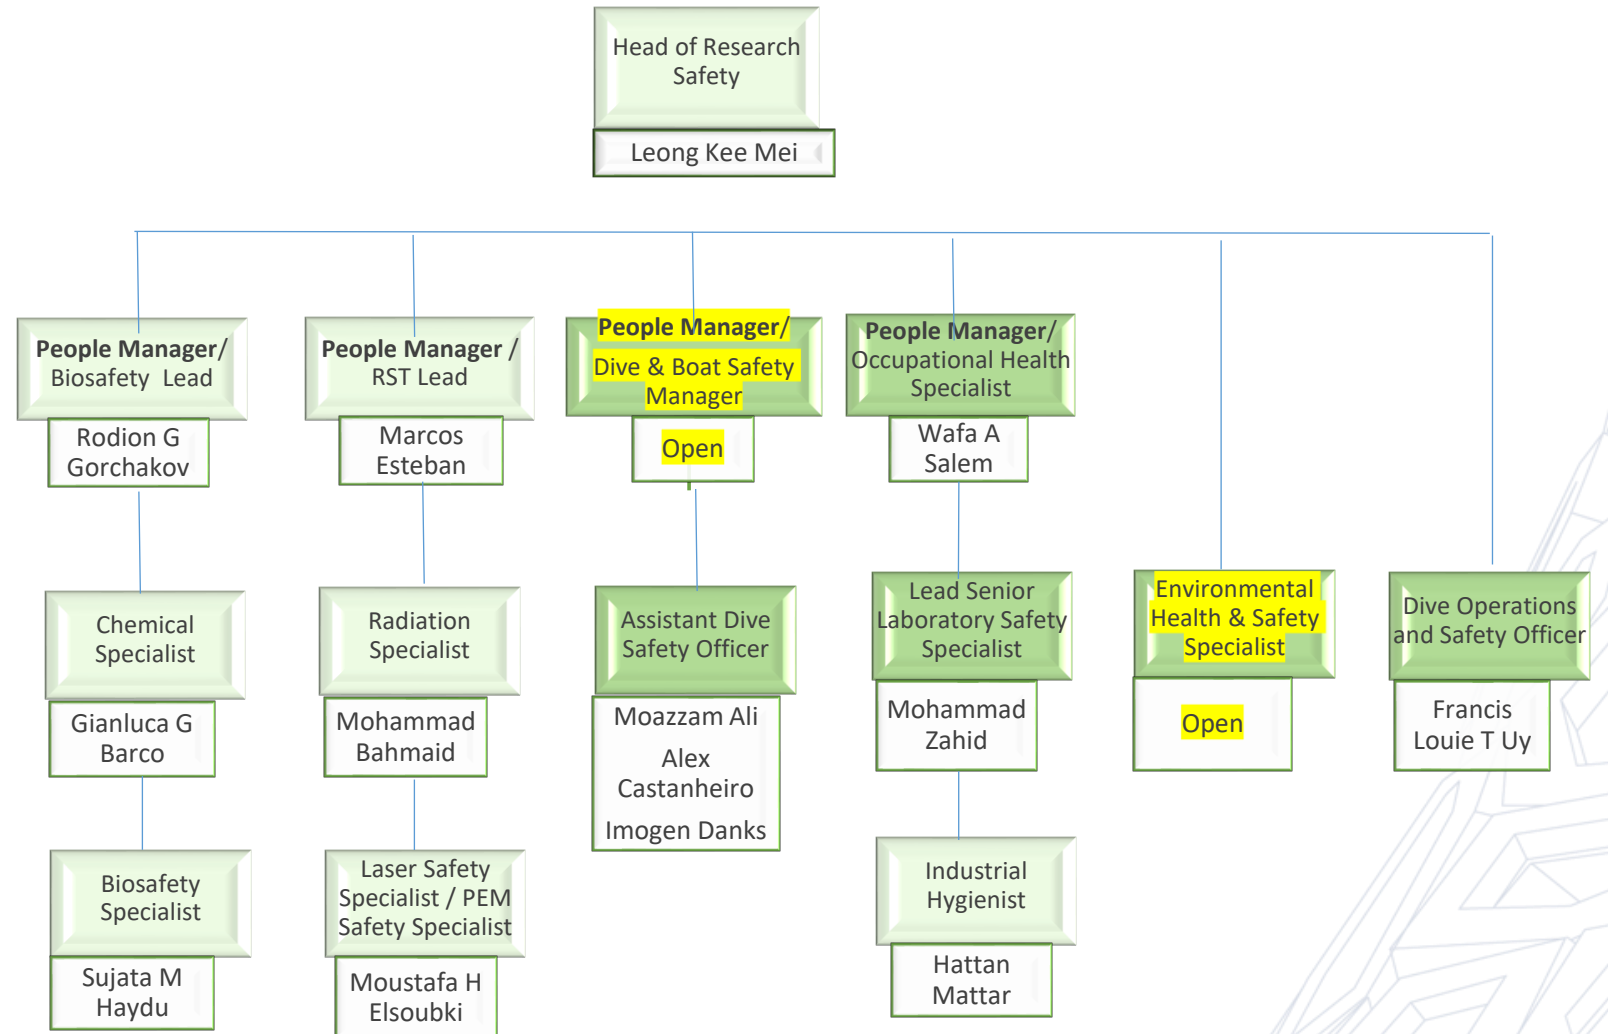 Head of Research
Safety
Leong Kee Mei
People Manager/
Biosafety Lead
Rodion G
Gorchakov
People Manager /
RST Lead
Marcos
Esteban
People Manager/
Dive & Boat Safety
Manager
Open
People Manager/
Occupational Health
Specialist
Wafa A
Salem
Chemical
Specialist
Gianluca G
Barco
Radiation
Specialist
Mohammad
Bahmaid
Assistant Dive
Safety Officer
Moazzam Ali
Alex
Castanheiro
Imogen Danks
Lead Senior
Laboratory Safety
Specialist
Mohammad
Zahid
Environmental
Health & Safety
Specialist
Open
Dive Operations
and Safety Officer
Francis
Louie T Uy
Biosafety
Specialist
Sujata M
Haydu
Laser Safety
Specialist / PEM
Safety Specialist
Moustafa H
Elsoubki
Industrial
Hygienist
Hattan
Mattar